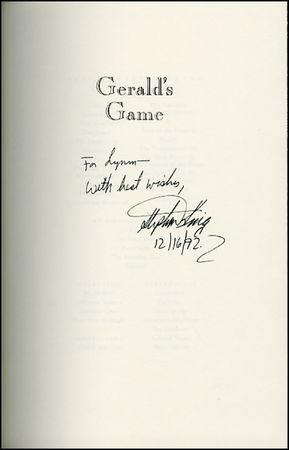 Gerald's
Game
For Lynn—
With best wishes,
Stephen King
12/16/92